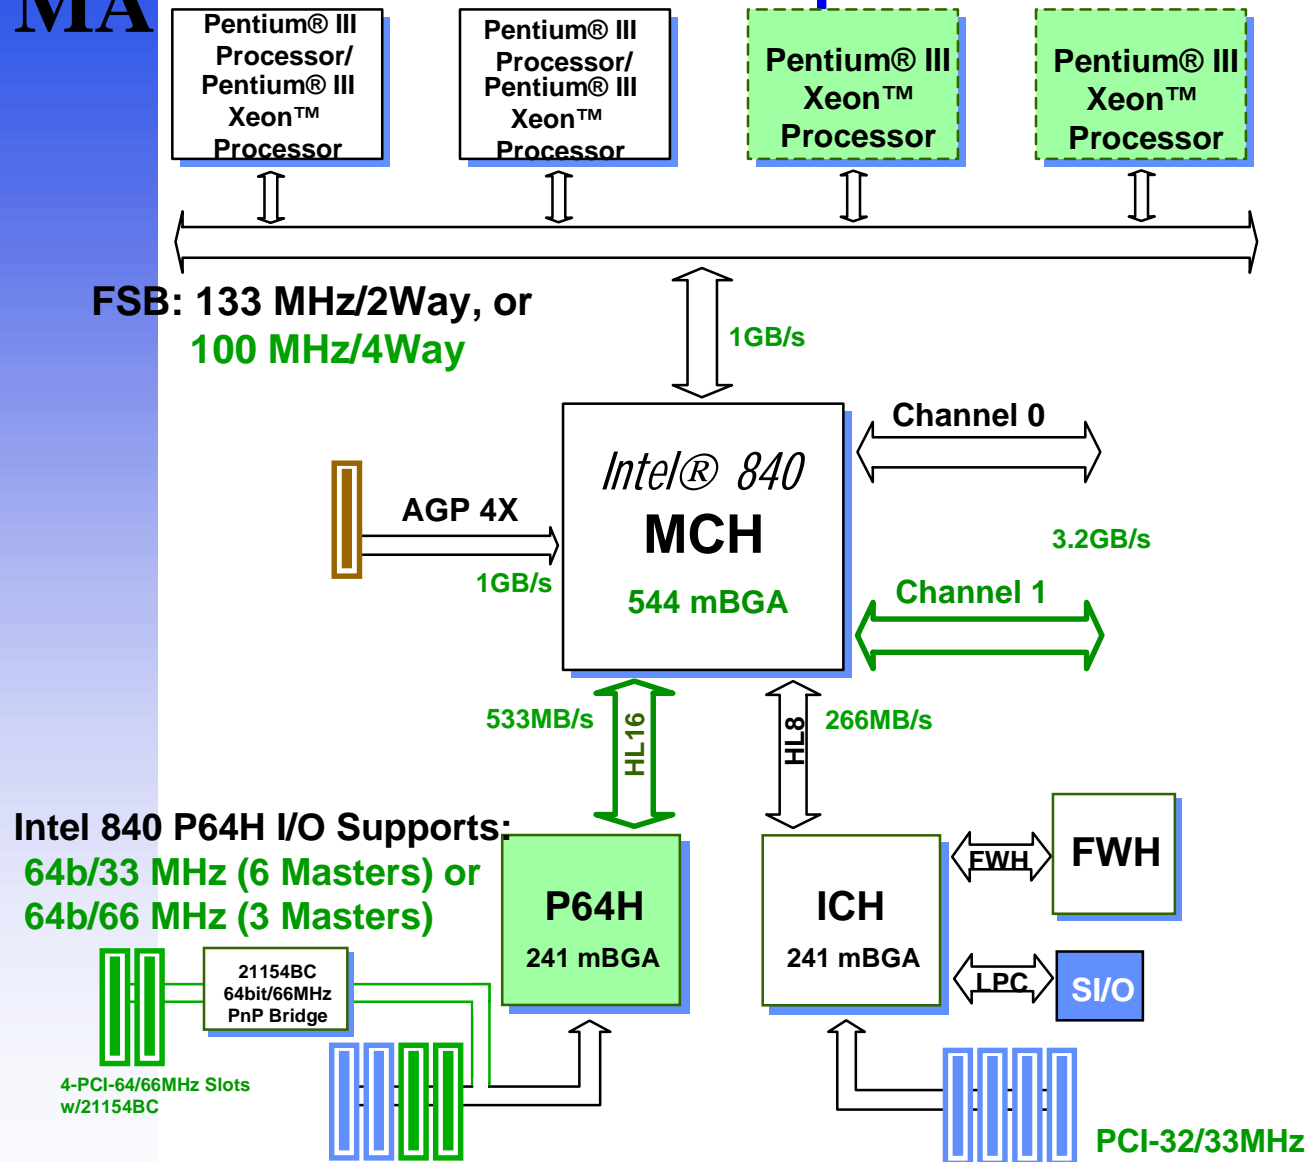 MA
Pentium® III
Processor/
Pentium® III
Xeon™
Processor
Pentium® III
Processor/
Pentium® III
Xeon™
Processor
Pentium® III
Xeon™
Processor
Pentium® III
Xeon™
Processor
FSB: 133 MHz/2Way, or
100 MHz/4Way
1GB/s
Channel 0
Intel® 840
MCH
544 mBGA
AGP 4X
1GB/s
3.2GB/s
Channel 1
533MB/s
HL16
HL8
266MB/s
Intel 840 P64H I/O Supports:
64b/33 MHz (6 Masters) or
64b/66 MHz (3 Masters)
P64H
241 mBGA
ICH
241 mBGA
FWH
FWH
LPC
SI/O
21154BC
64bit/66MHz
PnP Bridge
4-PCI-64/66MHz Slots
w/21154BC
PCI-32/33MHz